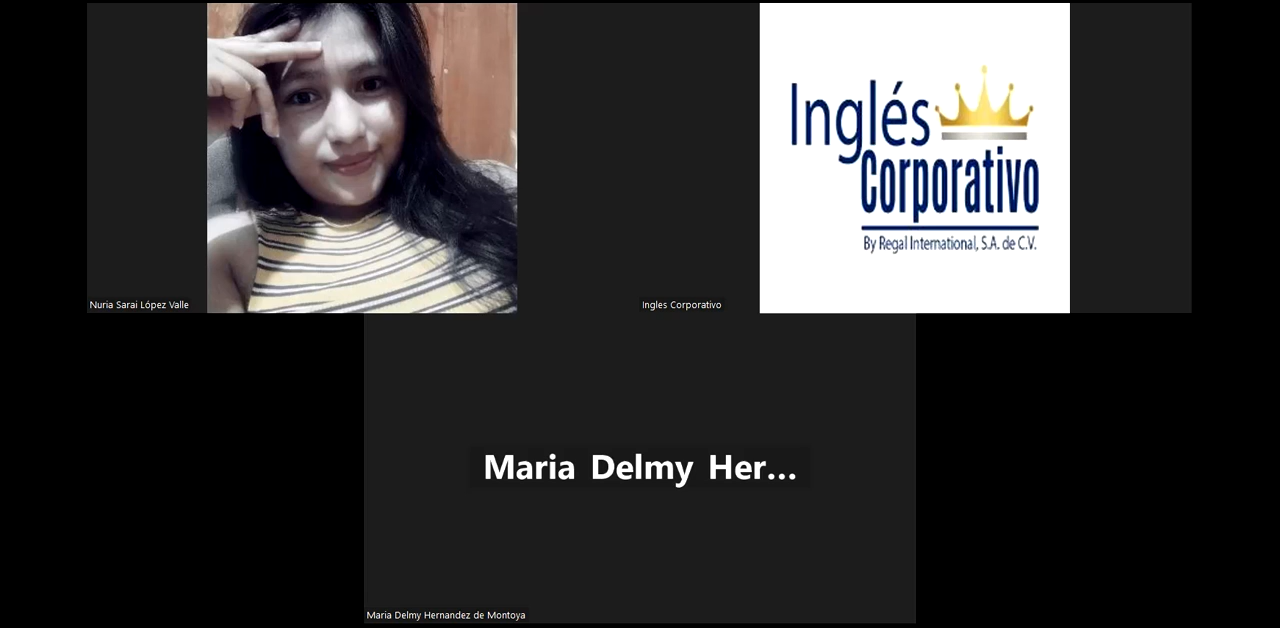 Inglés
Corporativo
By Regal International, S.A. de C.V.
Nuria Sarai López Valle
Ingles Corporativo
Maria Delmy Her...
Maria Delmy Hernandez de Montoya